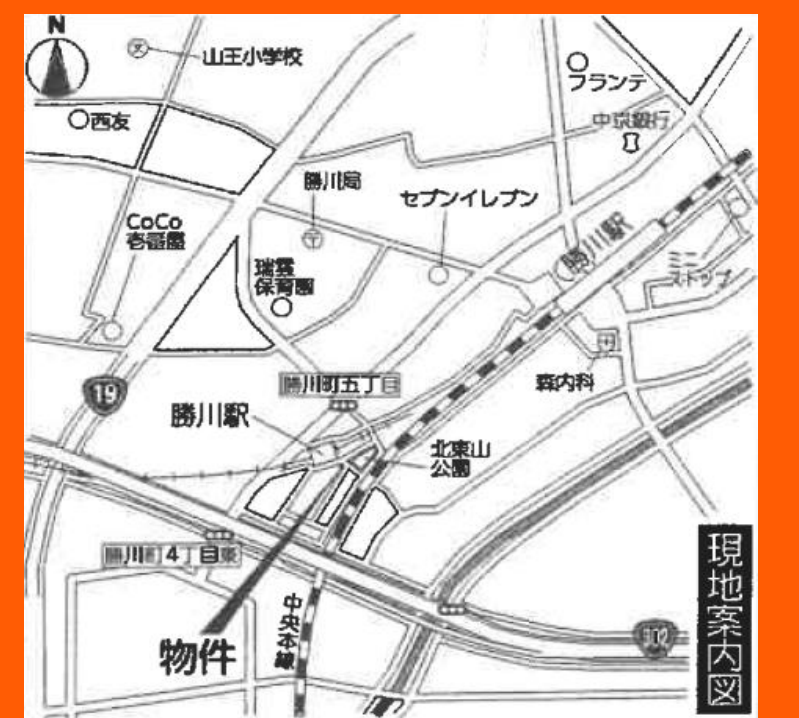 N
山王小学校
フランテ
西友
中京銀行
勝川局
セブンイレブン
CoCo
壱番屋
勝川駅
瑞雲
保育園
ミニ
ストップ
森内科
勝川町五丁目
19
勝川駅
北東山
公園
勝川町4丁目東
現地案内図
中央本線
302
物件